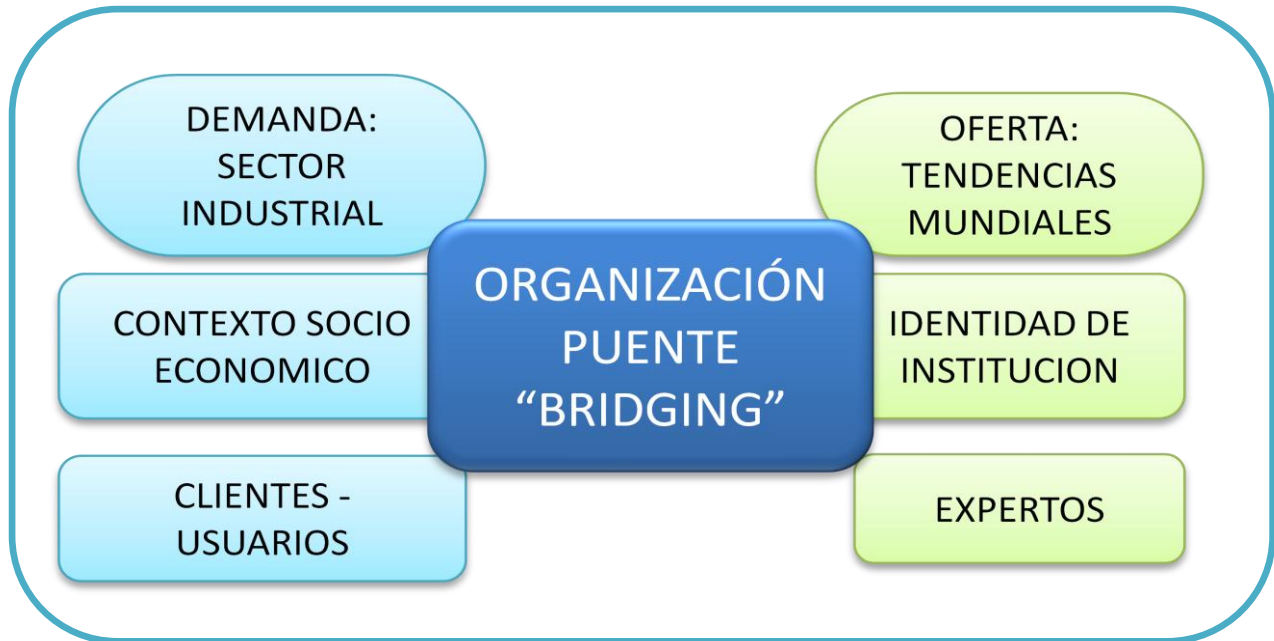 DEMANDA:
SECTOR
INDUSTRIAL
CONTEXTO SOCIO
ECONOMICO
CLIENTES -
USUARIOS
ORGANIZACIÓN
PUENTE
“BRIDGING”
OFERTA:
TENDENCIAS
MUNDIALES
IDENTIDAD DE
INSTITUCION
EXPERTOS